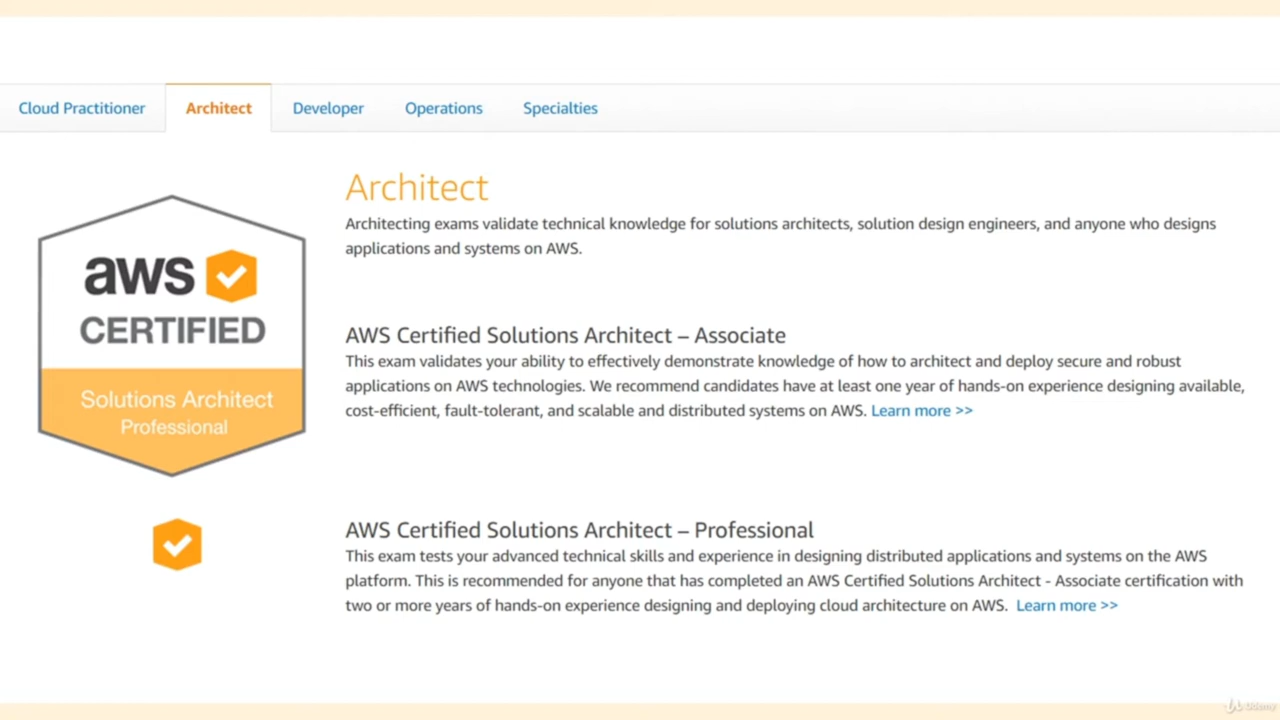 Cloud Practitioner
Architect
Developer
Operations
Specialties
aws
CERTIFIED
Solutions Architect
Professional
Architect
Architecting exams validate technical knowledge for solutions architects, solution design engineers, and anyone who designs
applications and systems on AWS.
AWS Certified Solutions Architect – Associate
This exam validates your ability to effectively demonstrate knowledge of how to architect and deploy secure and robust
applications on AWS technologies. We recommend candidates have at least one year of hands-on experience designing available,
cost-efficient, fault-tolerant, and scalable and distributed systems on AWS. Learn more >>
AWS Certified Solutions Architect – Professional
This exam tests your advanced technical skills and experience in designing distributed applications and systems on the AWS
platform. This is recommended for anyone that has completed an AWS Certified Solutions Architect - Associate certification with
two or more years of hands-on experience designing and deploying cloud architecture on AWS. Learn more >>
Udemy